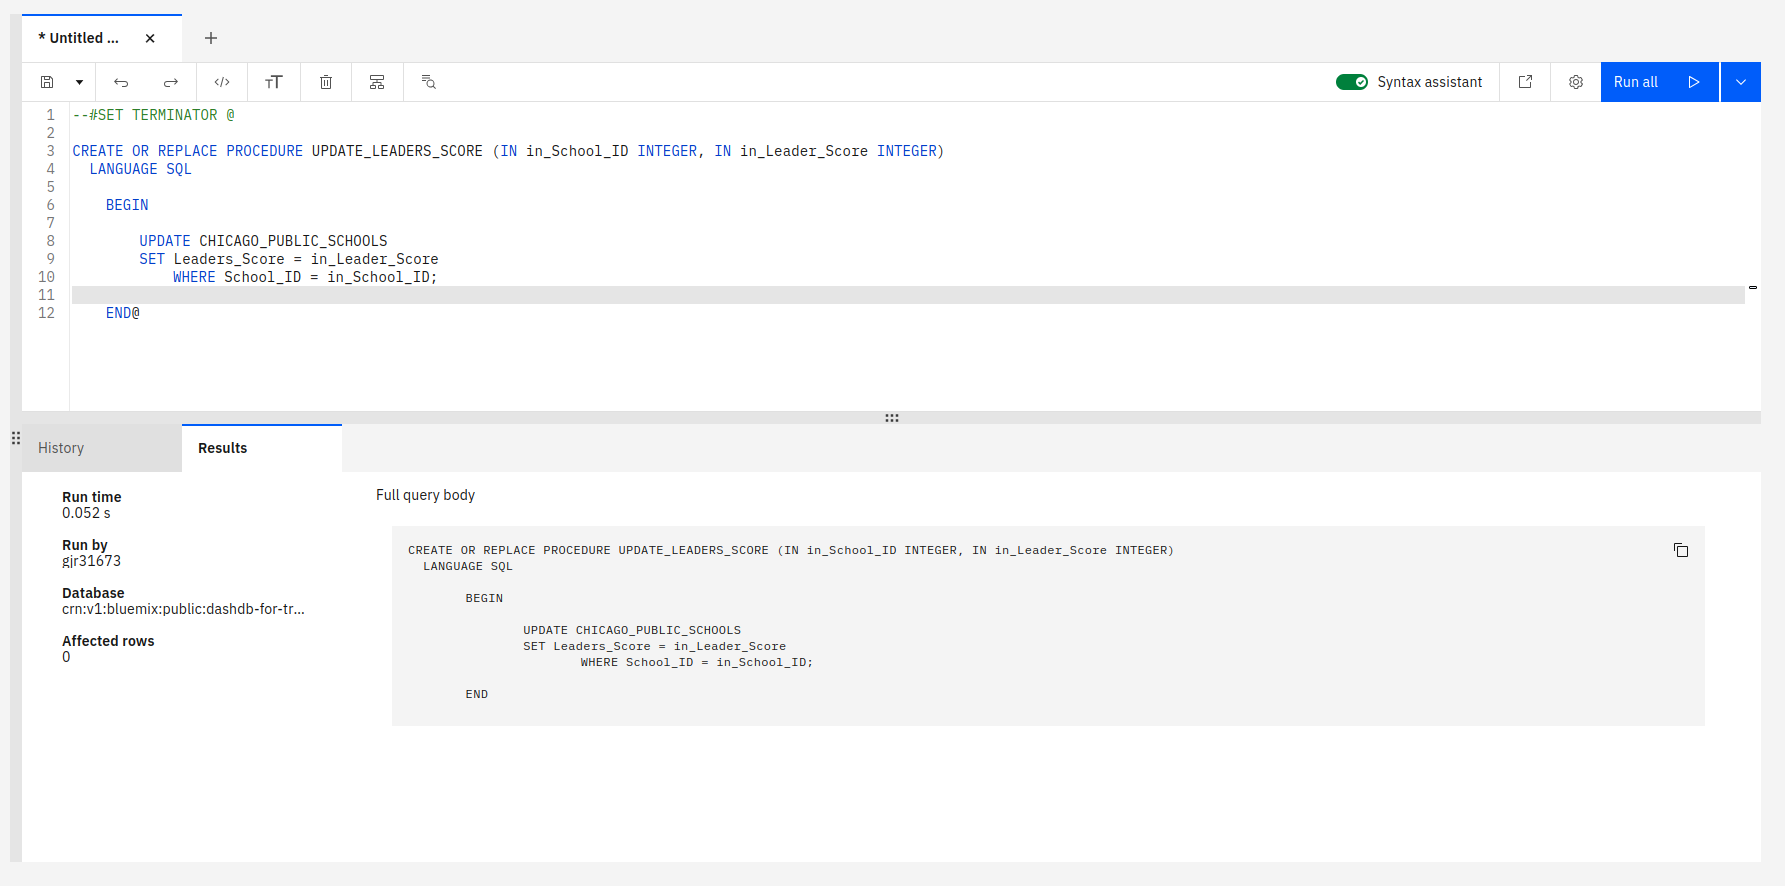 * Untitled ...
Syntax assistant
Run all
1 --#SET TERMINATOR @
2
3 CREATE OR REPLACE PROCEDURE UPDATE_LEADERS_SCORE (IN in_School_ID INTEGER, IN in_Leader_Score INTEGER)
4 LANGUAGE SQL
5
6 BEGIN
7
8 UPDATE CHICAGO_PUBLIC_SCHOOLS
9 SET Leaders_Score = in_Leader_Score
10 WHERE School_ID = in_School_ID;
11
12 END@
History
Results
Run time
0.052 s
Run by
gjr31673
Database
crn:v1:bluemix:public:dashdb-for-tr...
Affected rows
0
Full query body
CREATE OR REPLACE PROCEDURE UPDATE_LEADERS_SCORE (IN in_School_ID INTEGER, IN in_Leader_Score INTEGER)
LANGUAGE SQL
BEGIN
UPDATE CHICAGO_PUBLIC_SCHOOLS
SET Leaders_Score = in_Leader_Score
WHERE School_ID = in_School_ID;
END